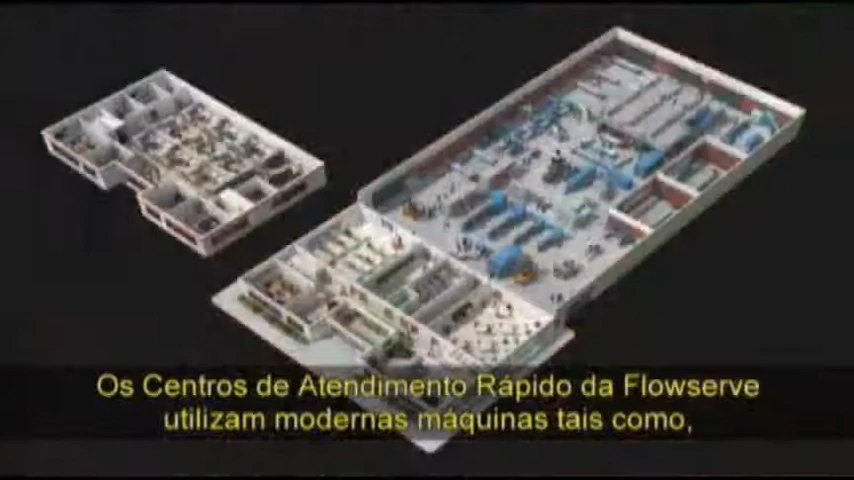 Os Centros de Atendimento Rápido da Flowserve
utilizam modernas máquinas tais como,